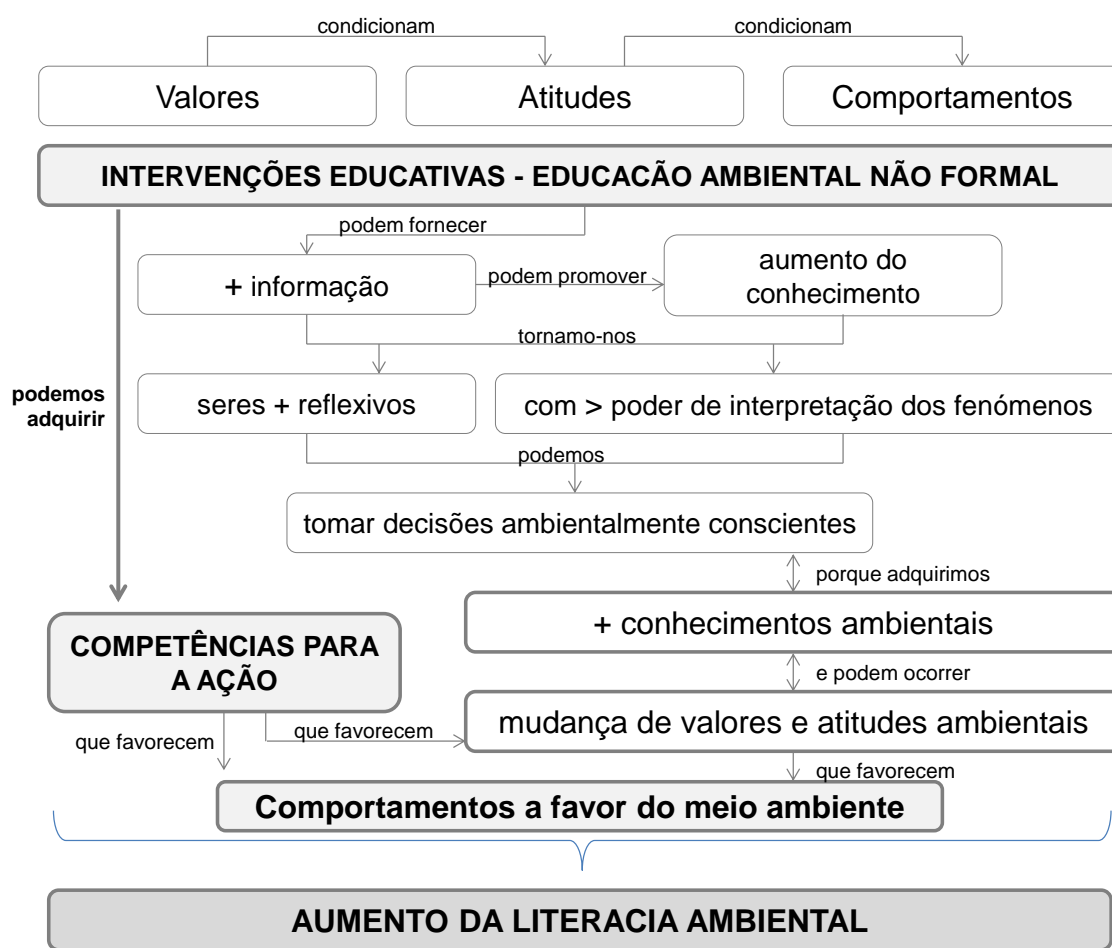 condicionam
condicionam
Valores
Atitudes
Comportamentos
INTERVENÇÕES EDUCATIVAS - EDUCACÃO AMBIENTAL NÃO FORMAL
podem fornecer
+ informação
podem promover
aumento do
conhecimento
tornamo-nos
podemos
adquirir
seres + reflexivos
com > poder de interpretação dos fenómenos
podemos
tomar decisões ambientalmente conscientes
porque adquirimos
+ conhecimentos ambientais
COMPETÊNCIAS PARA
A AÇÃO
e podem ocorrer
mudança de valores e atitudes ambientais
que favorecem
que favorecem
que favorecem
Comportamentos a favor do meio ambiente
AUMENTO DA LITERACIA AMBIENTAL